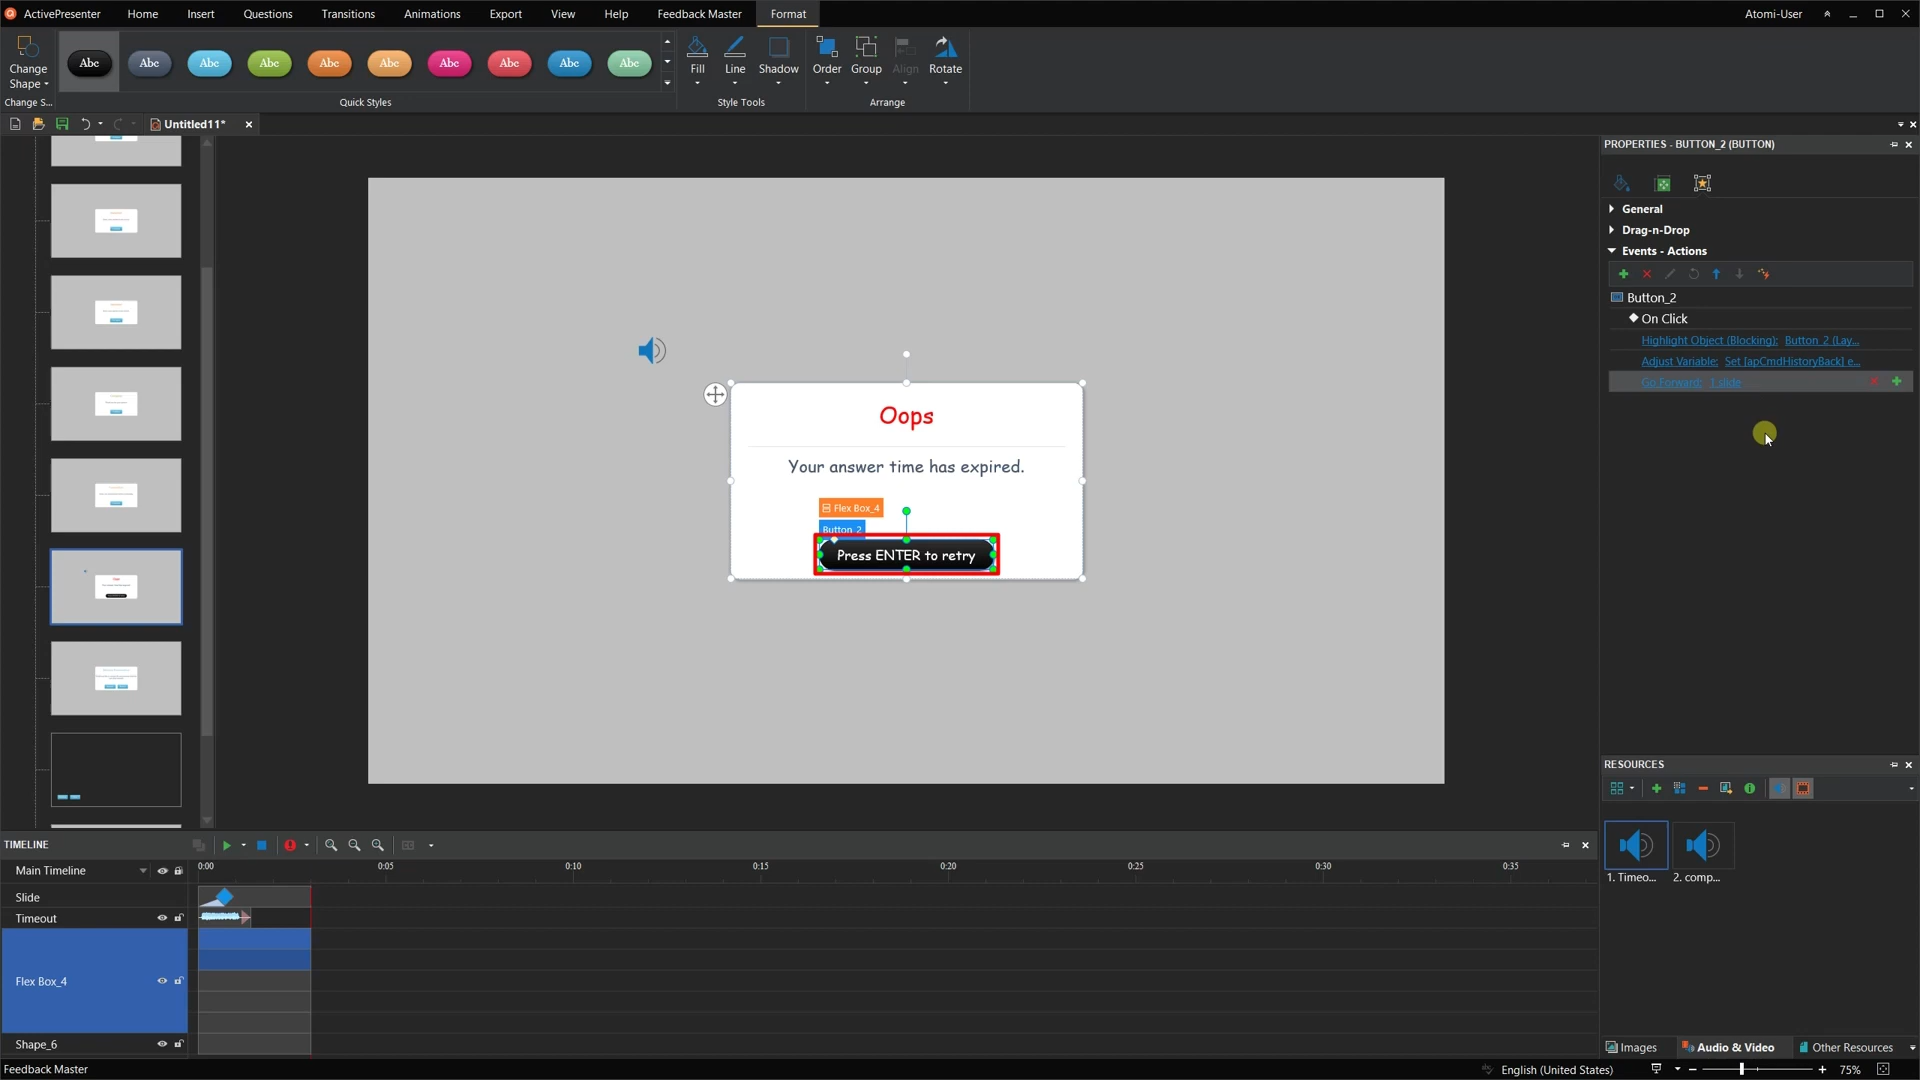 ActivePresenter Home Insert Questions Transitions Animations Export View Help Feedback Master Format Atomi-User
Abc Abc Abc Abc Abc Abc Abc Abc Abc Abc
Change Shape Fill Line Shadow Order Group Align Rotate
Change S... Quick Styles Style Tools Arrange
Untitled11*
PROPERTIES - BUTTON_2 (BUTTON)
General
Drag-n-Drop
Events - Actions
Button_2
On Click
Highlight Object (Blocking): Button_2 (Lay...
Adjust Variable: Set [apCmdHistoryBack] e...
Go Forward: 1 slide
Oops
Your answer time has expired.
Flex Box_4
Button_2
Press ENTER to retry
RESOURCES
1. Timeo... 2. comp...
Images Audio & Video Other Resources
TIMELINE
Main Timeline 0:00 0:05 0:10 0:15 0:20 0:25 0:30 0:35
Slide
Timeout
Flex Box_4
Shape_6
Feedback Master English (United States) 75%